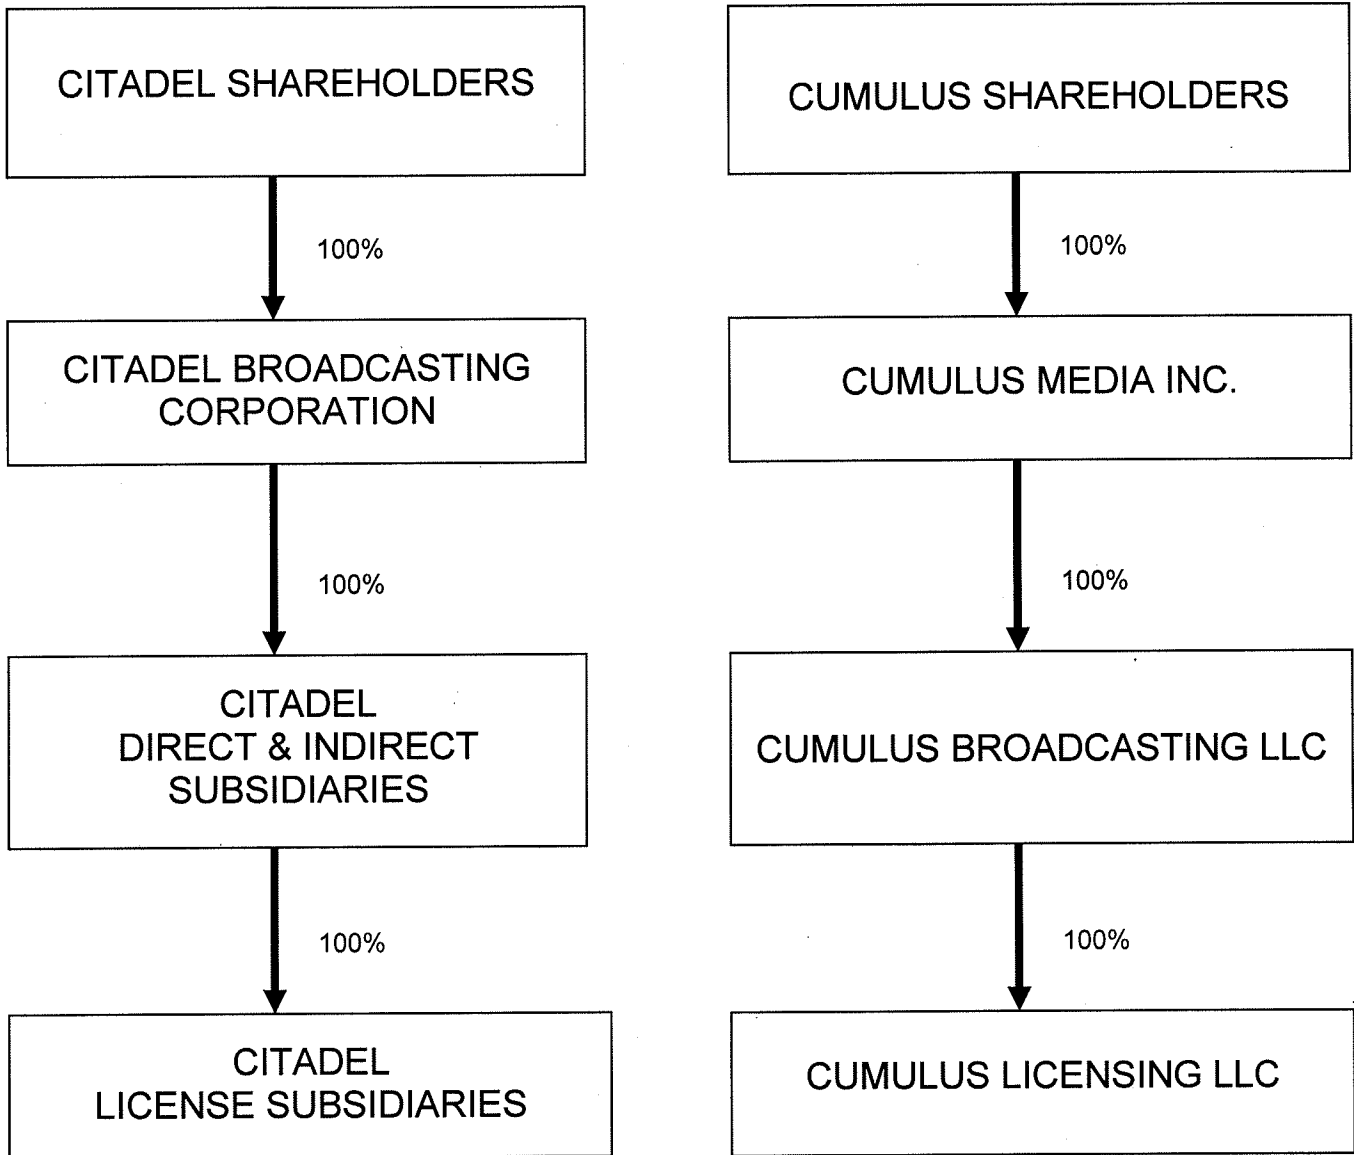 CITADEL SHAREHOLDERS
100%
CITADEL BROADCASTING
CORPORATION
100%
CITADEL
DIRECT & INDIRECT
SUBSIDIARIES
100%
CITADEL
LICENSE SUBSIDIARIES
CUMULUS SHAREHOLDERS
100%
CUMULUS MEDIA INC.
100%
CUMULUS BROADCASTING LLC
100%
CUMULUS LICENSING LLC